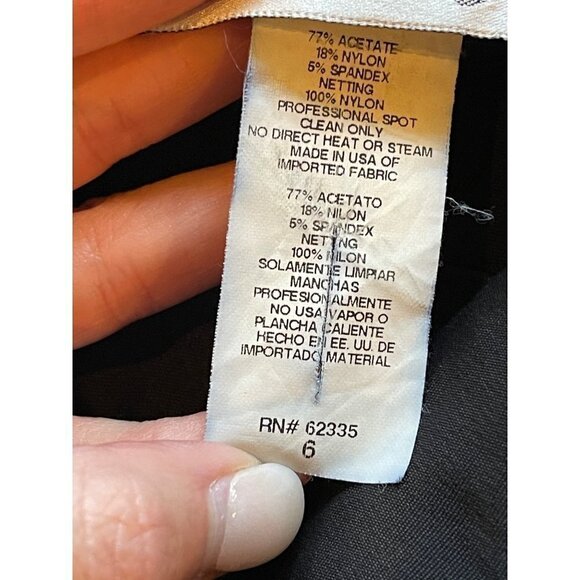 77% ACETATE
18% NYLON
5% SPANDEX
NETTING
100% NYLON
PROFESSIONAL SPOT
CLEAN ONLY
NO DIRECT HEAT OR STEAM
MADE IN USA OF
IMPORTED FABRIC
77% ACETATO
18% NILON
5% SPANDEX
NETTING
100% NILON
SOLAMENTE LIMPIAR
MANCHAS
PROFESIONALMENTE
NO USA VAPOR O
PLANCHA CALIENTE
HECHO EN EE. UU. DE
IMPORTADO MATERIAL
RN# 62335
6